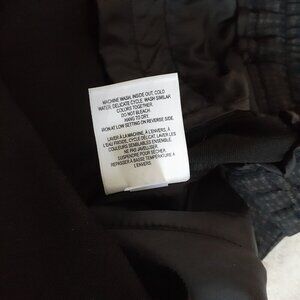 MACHINE WASH, INSIDE OUT, COLD
WATER, DELICATE CYCLE. WASH SIMILAR
COLORS TOGETHER.
DO NOT BLEACH.
HANG TO DRY.
IRON AT LOW SETTING ON REVERSE SIDE.
LAVER À LA MACHINE, À L'ENVERS, À
L'EAU FROIDE, CYCLE DÉLICAT. LAVER LES
COULEURS SEMBLABLES ENSEMBLE.
NE PAS JAVELLISER.
SUSPENDRE POUR SÉCHER.
REPASSER À BASSE TEMPÉRATURE À
L'ENVERS.